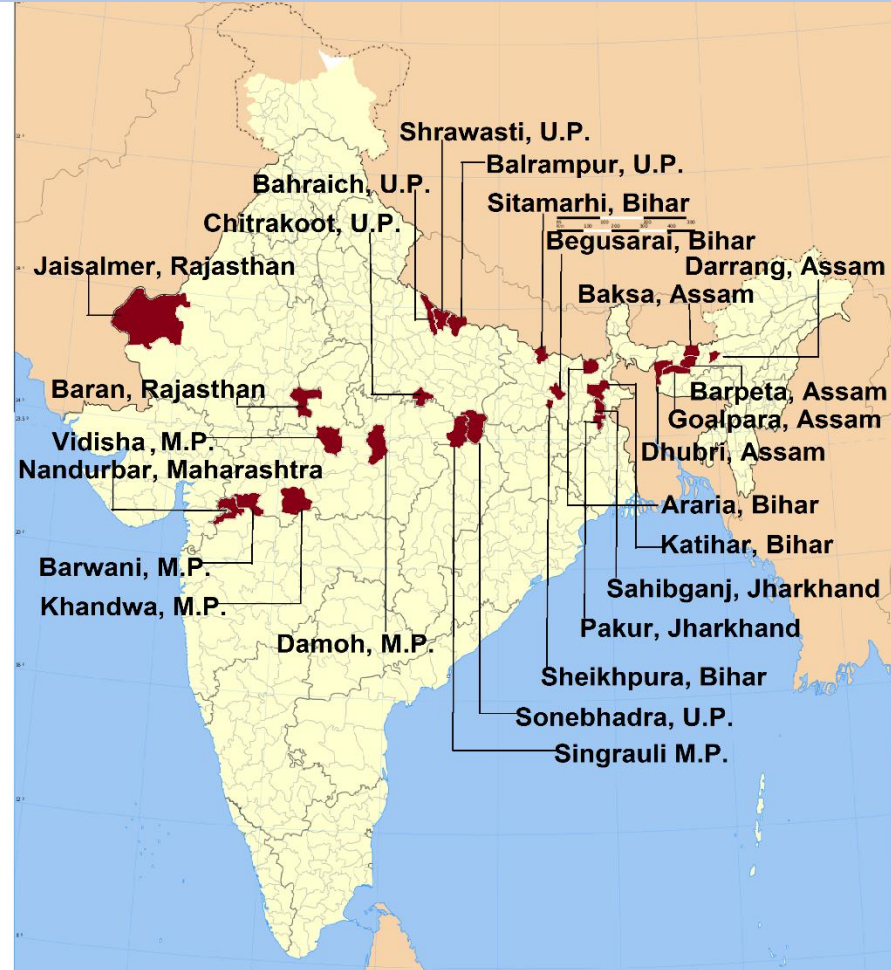 Shrawasti, U.P.
Balrampur, U.P.
Bahraich, U.P.
Sitamarhi, Bihar
Chitrakoot, U.P.
Begusarai, Bihar
Darrang, Assam
Jaisalmer, Rajasthan
Baksa, Assam
Baran, Rajasthan
Barpeta, Assam
Goalpara, Assam
Vidisha , M.P.
Dhubri, Assam
Nandurbar, Maharashtra
Araria, Bihar
Katihar, Bihar
Barwani, M.P.
Sahibganj, Jharkhand
Khandwa, M.P.
Pakur, Jharkhand
Damoh, M.P.
Sheikhpura, Bihar
Sonebhadra, U.P.
Singrauli M.P.